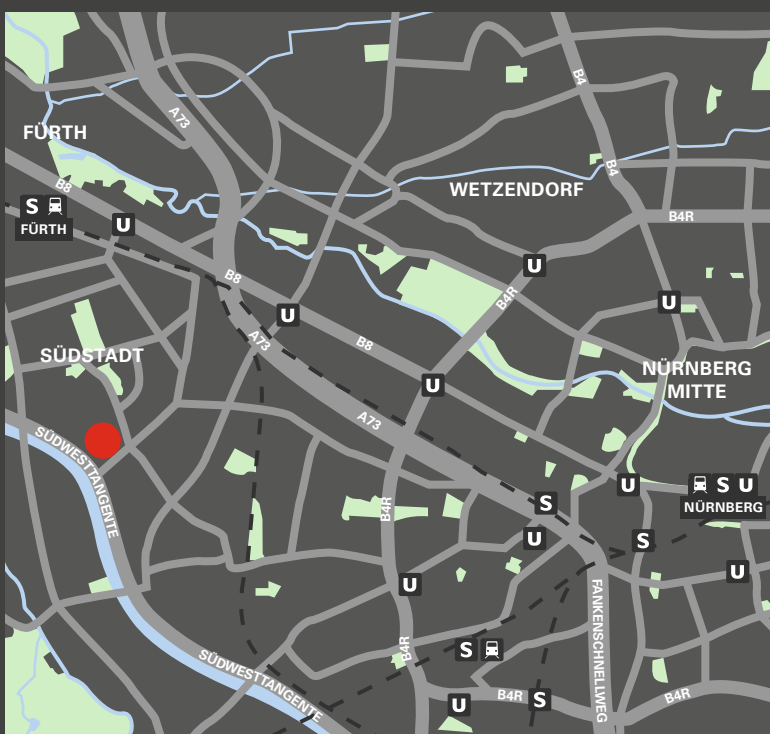 B4
A73
FÜRTH
B4
B8
WETZENDORF
S
FÜRTH
U
B4R
U
B8
B4R
U
U
A73
B8
SÜDSTADT
NÜRNBERG
MITTE
U
A73
SÜDWESTTANGENTE
U
S U
NÜRNBERG
S
B4R
U
S
U
U
FANKENSCHNELLWEG
B4R
S
SÜDWESTTANGENTE
B4R
S
B4R
U